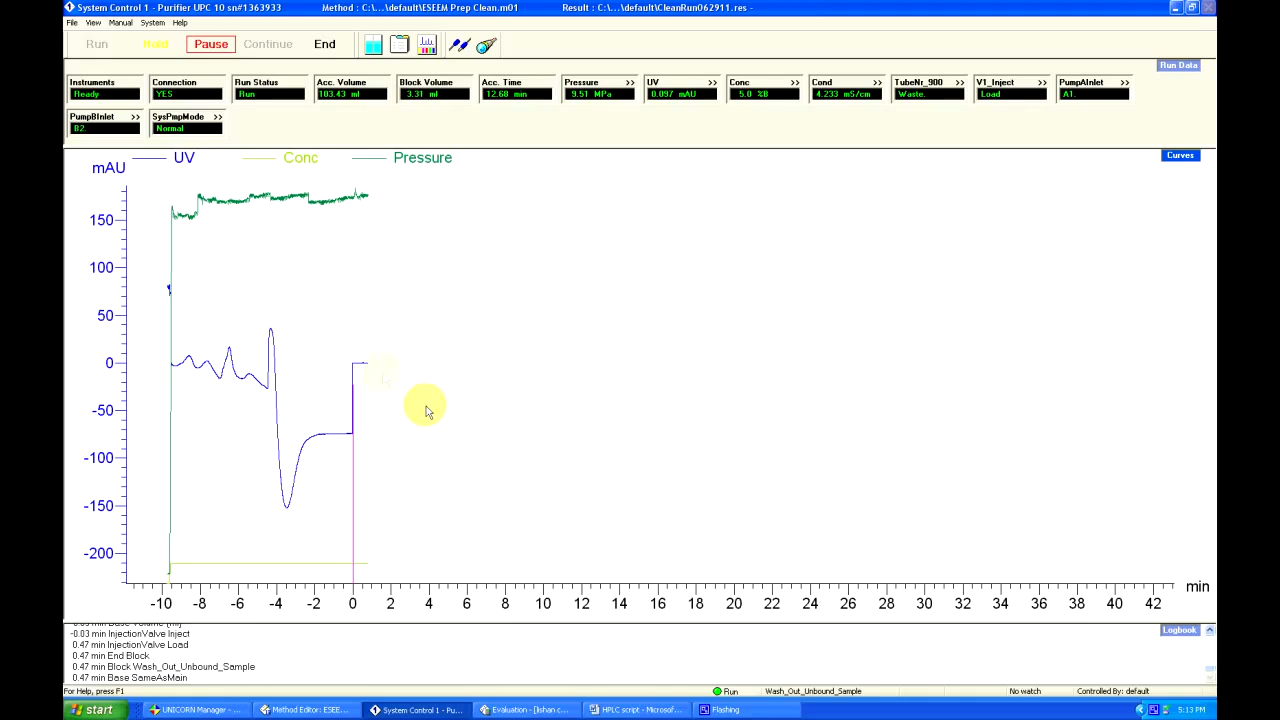 System Control 1 - Purifier UPC 10 sn#1363933 Method : C:\...\default\ESEEM Prep Clean.m01 Result : C:\...\default\CleanRun062911.res -
File View Manual System Help
Run Hold Pause Continue End
Run Data
Instruments Connection Run Status Acc. Volume Block Volume Acc. Time Pressure >> UV >> Conc >> Cond >> TubeNr_900 >> V1_Inject >> PumpAInlet >>
Ready YES Run 103.43 ml 3.31 ml 12.68 min 9.51 MPa 0.097 mAU 5.0 %B 4.233 mS/cm Waste. Load A1.
PumpBInlet >> SysPmpMode >>
B2. Normal
Curves
UV Conc Pressure
mAU
150
100
50
0
-50
-100
-150
-200
min
-10 -8 -6 -4 -2 0 2 4 6 8 10 12 14 16 18 20 22 24 26 28 30 32 34 36 38 40 42
Logbook
-0.03 min InjectionValve Inject
0.47 min InjectionValve Load
0.47 min End Block
0.47 min Block Wash_Out_Unbound_Sample
0.47 min Base SameAsMain
For Help, press F1 Run Wash_Out_Unbound_Sample No watch Controlled By: default
start UNICORN Manager - ... Method Editor: ESEE... System Control 1 - Pu... Evaluation - [lishan c... HPLC script - Microsof... Flashing 5:13 PM